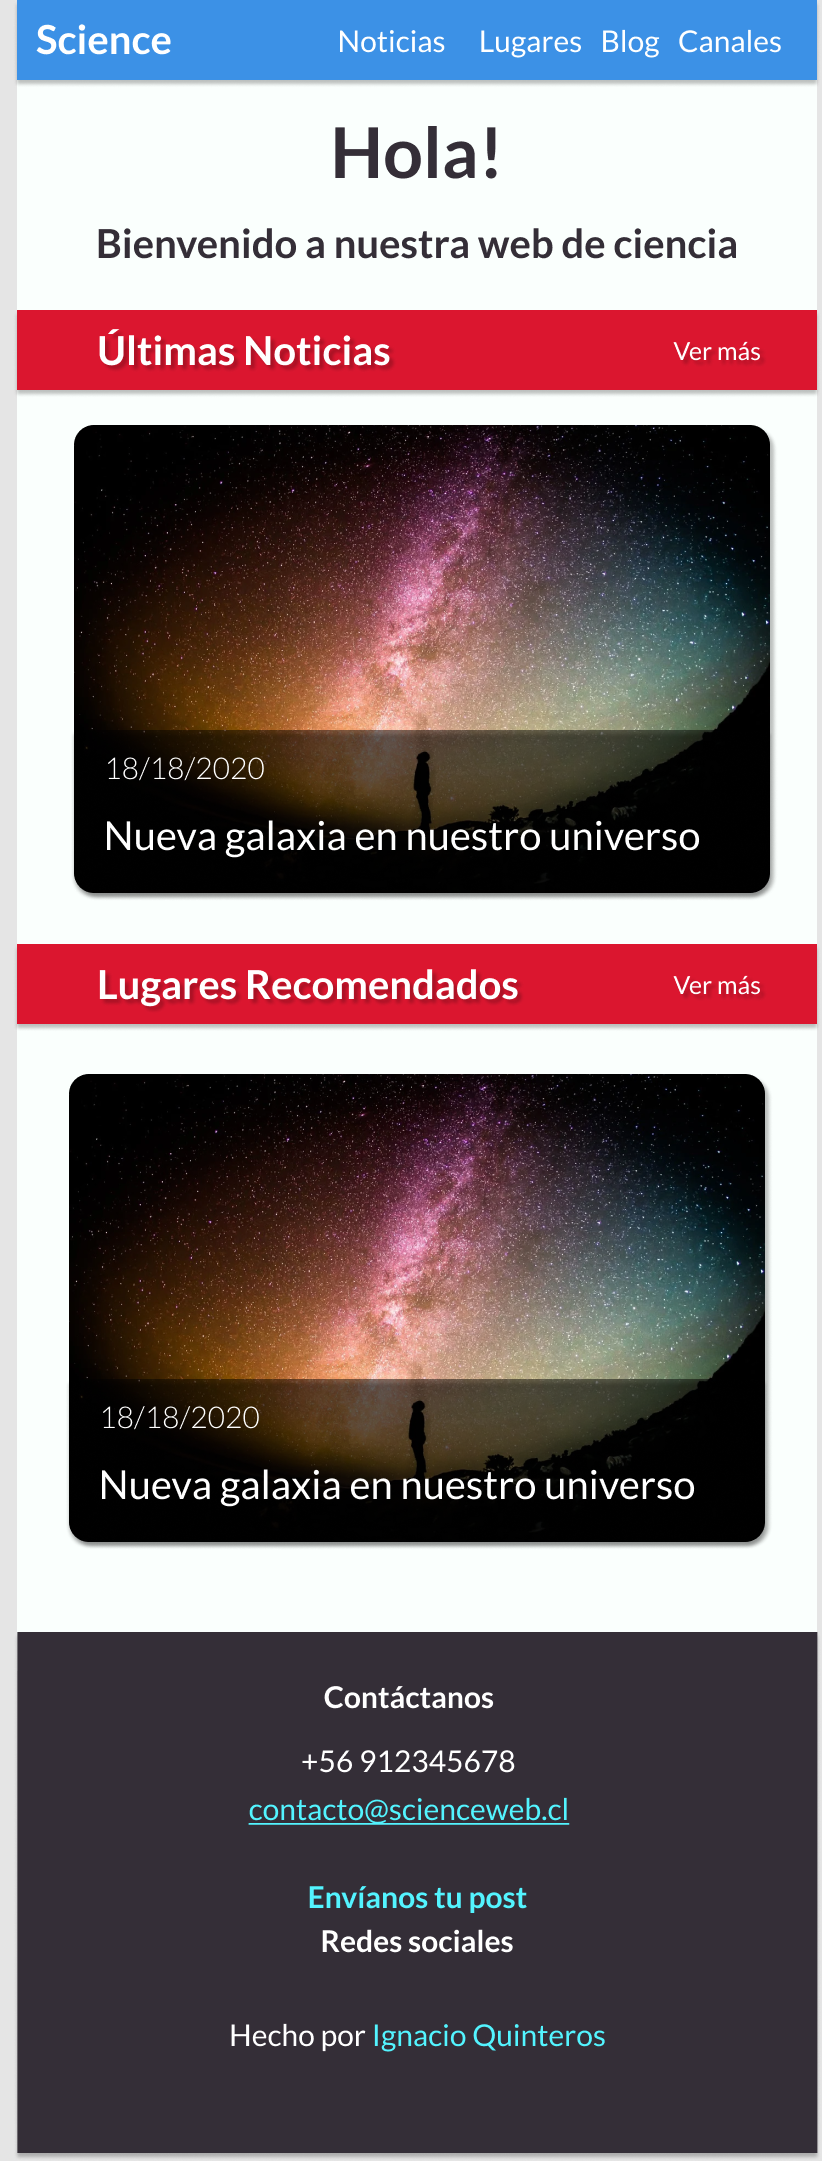 Science Noticias Lugares Blog Canales
Hola!
Bienvenido a nuestra web de ciencia
Últimas Noticias Ver más
18/18/2020
Nueva galaxia en nuestro universo
Lugares Recomendados Ver más
18/18/2020
Nueva galaxia en nuestro universo
Contáctanos
+56 912345678
contacto@scienceweb.cl
Envíanos tu post
Redes sociales
Hecho por Ignacio Quinteros